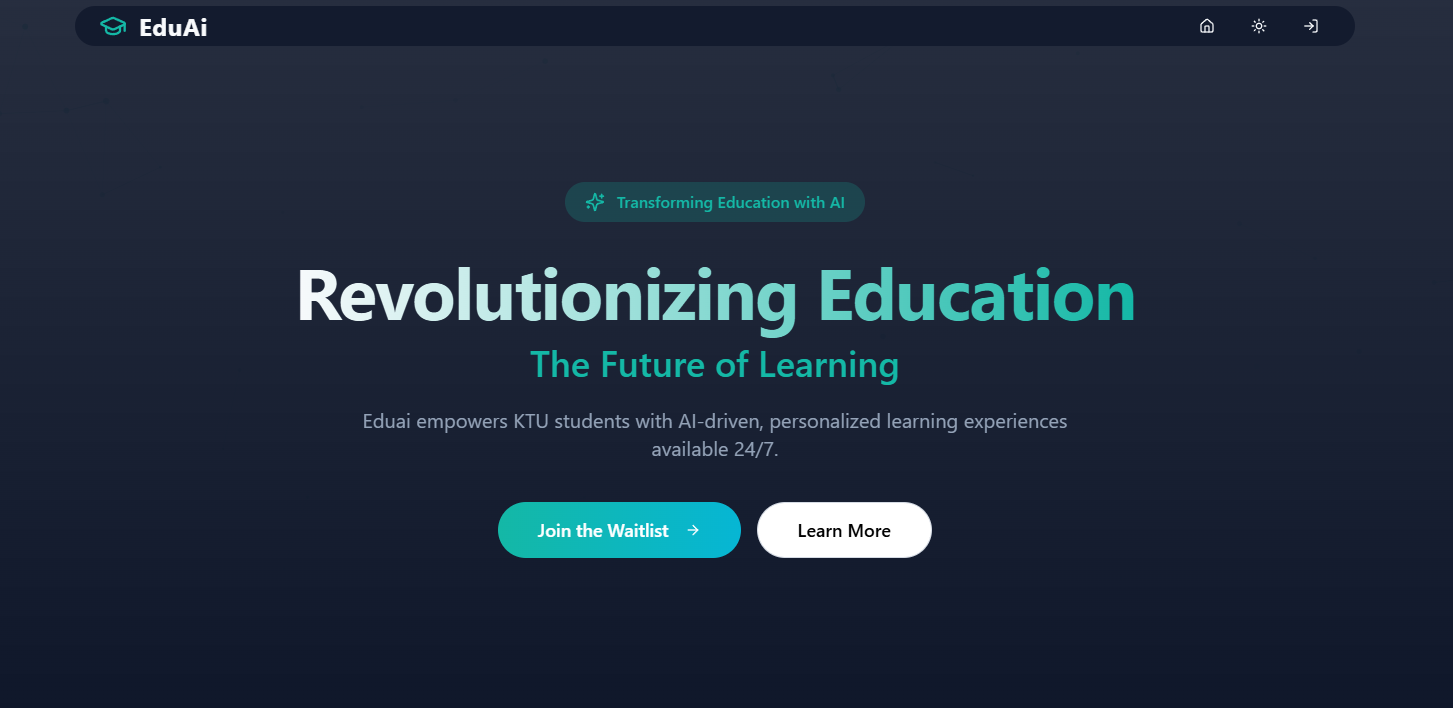 EduAi
Transforming Education with AI
Revolutionizing Education
The Future of Learning
Eduai empowers KTU students with AI-driven, personalized learning experiences
available 24/7.
Join the Waitlist
Learn More